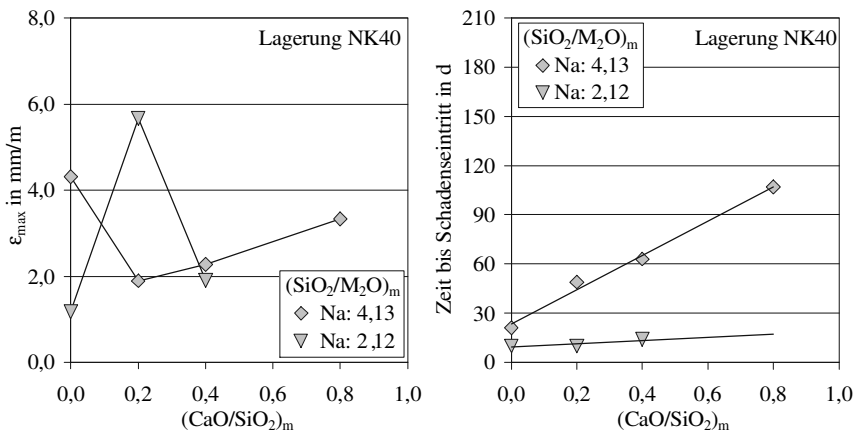 8,0
6,0
4,0
2,0
0,0
ε_max in mm/m
Lagerung NK40
(SiO₂/M₂O)ₘ
Na: 4,13
Na: 2,12
0,0 0,2 0,4 0,6 0,8 1,0
(CaO/SiO₂)ₘ
210
180
150
120
90
60
30
0
Zeit bis Schadenseintritt in d
(SiO₂/M₂O)ₘ
Na: 4,13
Na: 2,12
Lagerung NK40
0,0 0,2 0,4 0,6 0,8 1,0
(CaO/SiO₂)ₘ